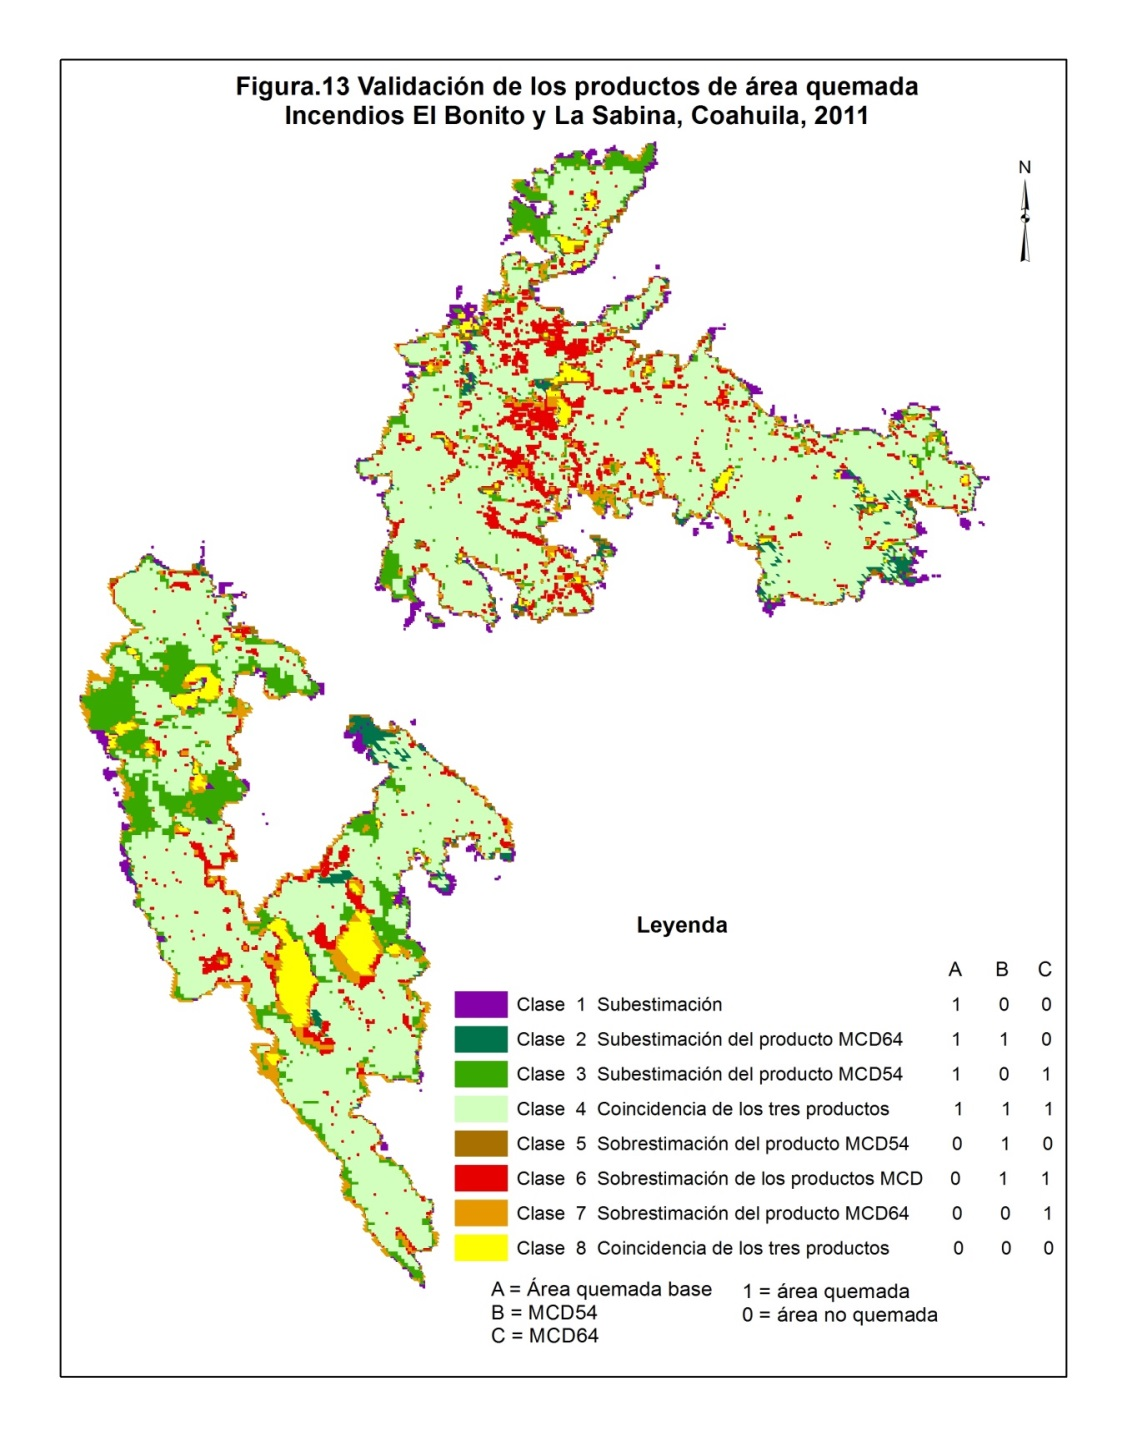 Figura.13 Validación de los productos de área quemada
Incendios El Bonito y La Sabina, Coahuila, 2011
N
Leyenda
A B C
Clase 1 Subestimación 1 0 0
Clase 2 Subestimación del producto MCD64 1 1 0
Clase 3 Subestimación del producto MCD54 1 0 1
Clase 4 Coincidencia de los tres productos 1 1 1
Clase 5 Sobrestimación del producto MCD54 0 1 0
Clase 6 Sobrestimación de los productos MCD 0 1 1
Clase 7 Sobrestimación del producto MCD64 0 0 1
Clase 8 Coincidencia de los tres productos 0 0 0
A = Área quemada base 1 = área quemada
B = MCD54 0 = área no quemada
C = MCD64